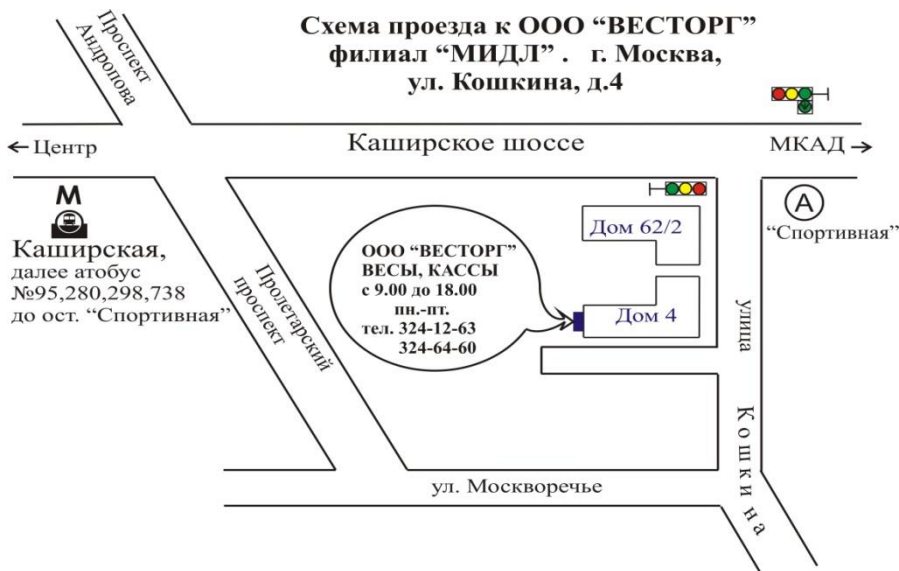 Схема проезда к ООО “ВЕСТОРГ”
филиал “МИДЛ” . г. Москва,
ул. Кошкина, д.4
Проспект
Андропова
← Центр
Каширское шоссе
МКАД →
М
Каширская,
далее атобус
№95,280,298,738
до ост. “Спортивная”
Пролетарский
проспект
ООО “ВЕСТОРГ”
ВЕСЫ, КАССЫ
с 9.00 до 18.00
пн.-пт.
тел. 324-12-63
324-64-60
Дом 62/2
Дом 4
А
“Спортивная”
улица Кошкина
ул. Москворечье